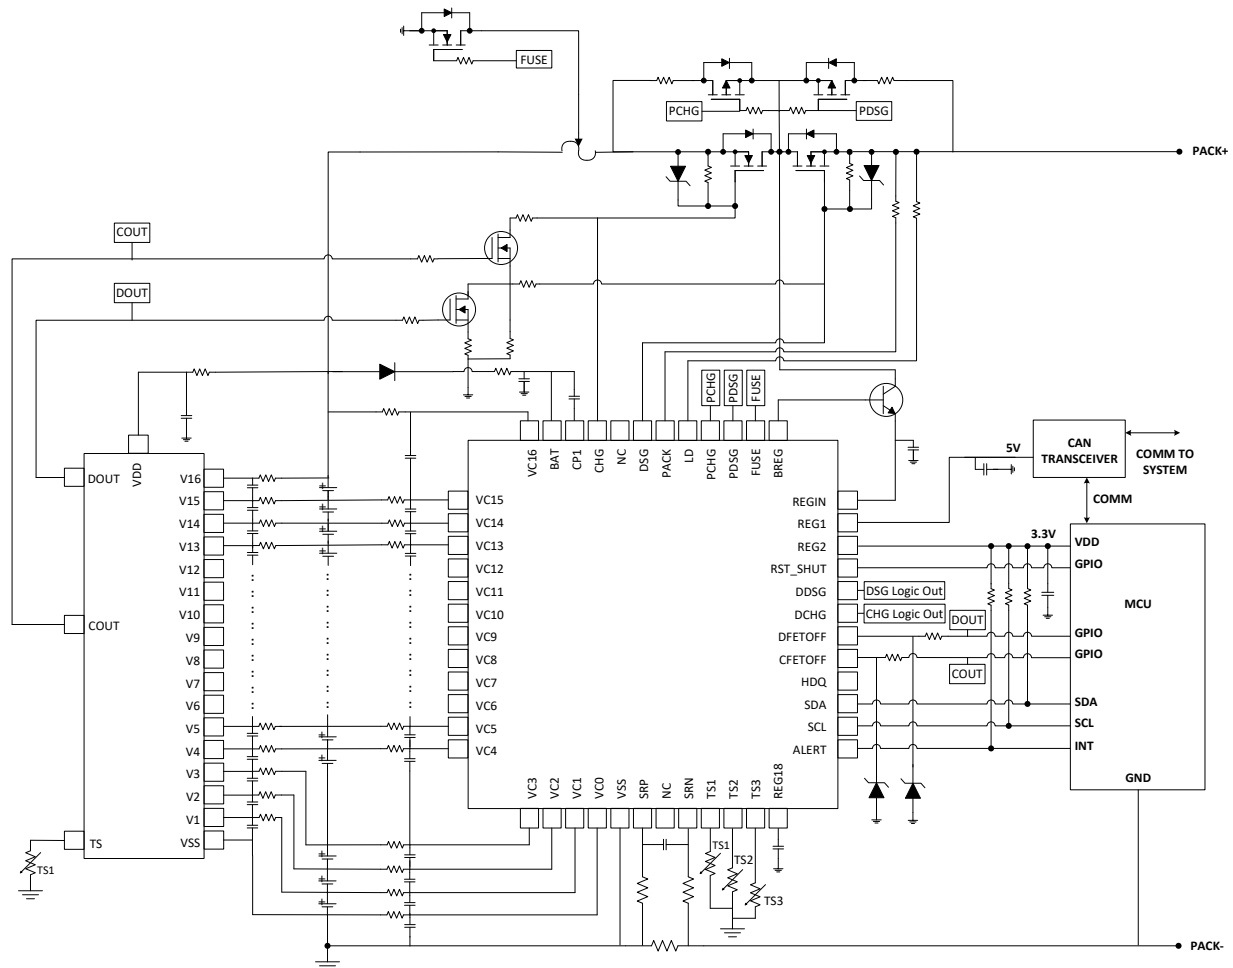 FUSE
PCHG
PDSG
PACK+
COUT
DOUT
PCHG
PDSG
FUSE
VDD
VC16
BAT
CP1
CHG
NC
DSG
PACK
LD
PCHG
PDSG
FUSE
BREG
5V
CAN
TRANSCEIVER
COMM TO
SYSTEM
COMM
DOUT
COUT
TS
V16
V15
V14
V13
V12
V11
V10
V9
V8
V7
V6
V5
V4
V3
V2
V1
VSS
TS1
VC15
VC14
VC13
VC12
VC11
VC10
VC9
VC8
VC7
VC6
VC5
VC4
REGIN
REG1
REG2
RST_SHUT
DDSG
DCHG
DFETOFF
CFETOFF
HDQ
SDA
SCL
ALERT
DSG Logic Out
CHG Logic Out
DOUT
COUT
3.3V
VDD
GPIO
MCU
GPIO
GPIO
SDA
SCL
INT
GND
VC3
VC2
VC1
VC0
VSS
SRP
NC
SRN
TS1
TS2
TS3
REG18
TS1
TS2
TS3
PACK-